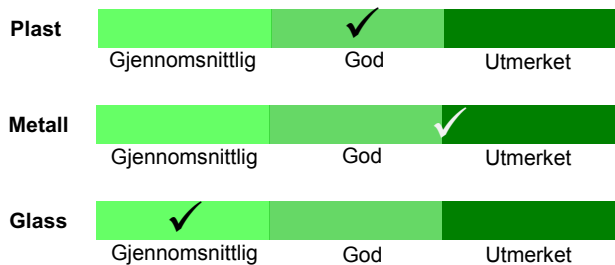 Plast
Gjennomsnittlig God Utmerket
Metall
Gjennomsnittlig God Utmerket
Glass
Gjennomsnittlig God Utmerket